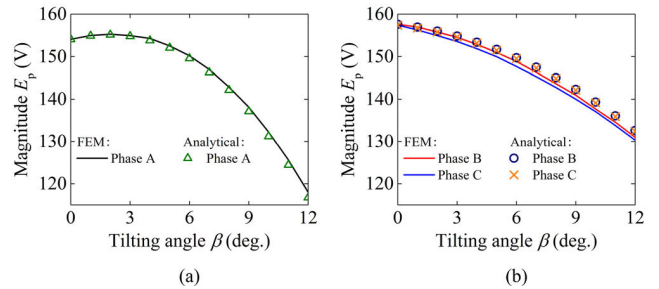 160
150
140
130
120
Magnitude Ep (V)
FEM:
Phase A
Analytical:
Phase A
0 3 6 9 12
Tilting angle β (deg.)
(a)
160
150
140
130
120
Magnitude Ep (V)
FEM:
Phase B
Phase C
Analytical:
Phase B
Phase C
0 3 6 9 12
Tilting angle β (deg.)
(b)